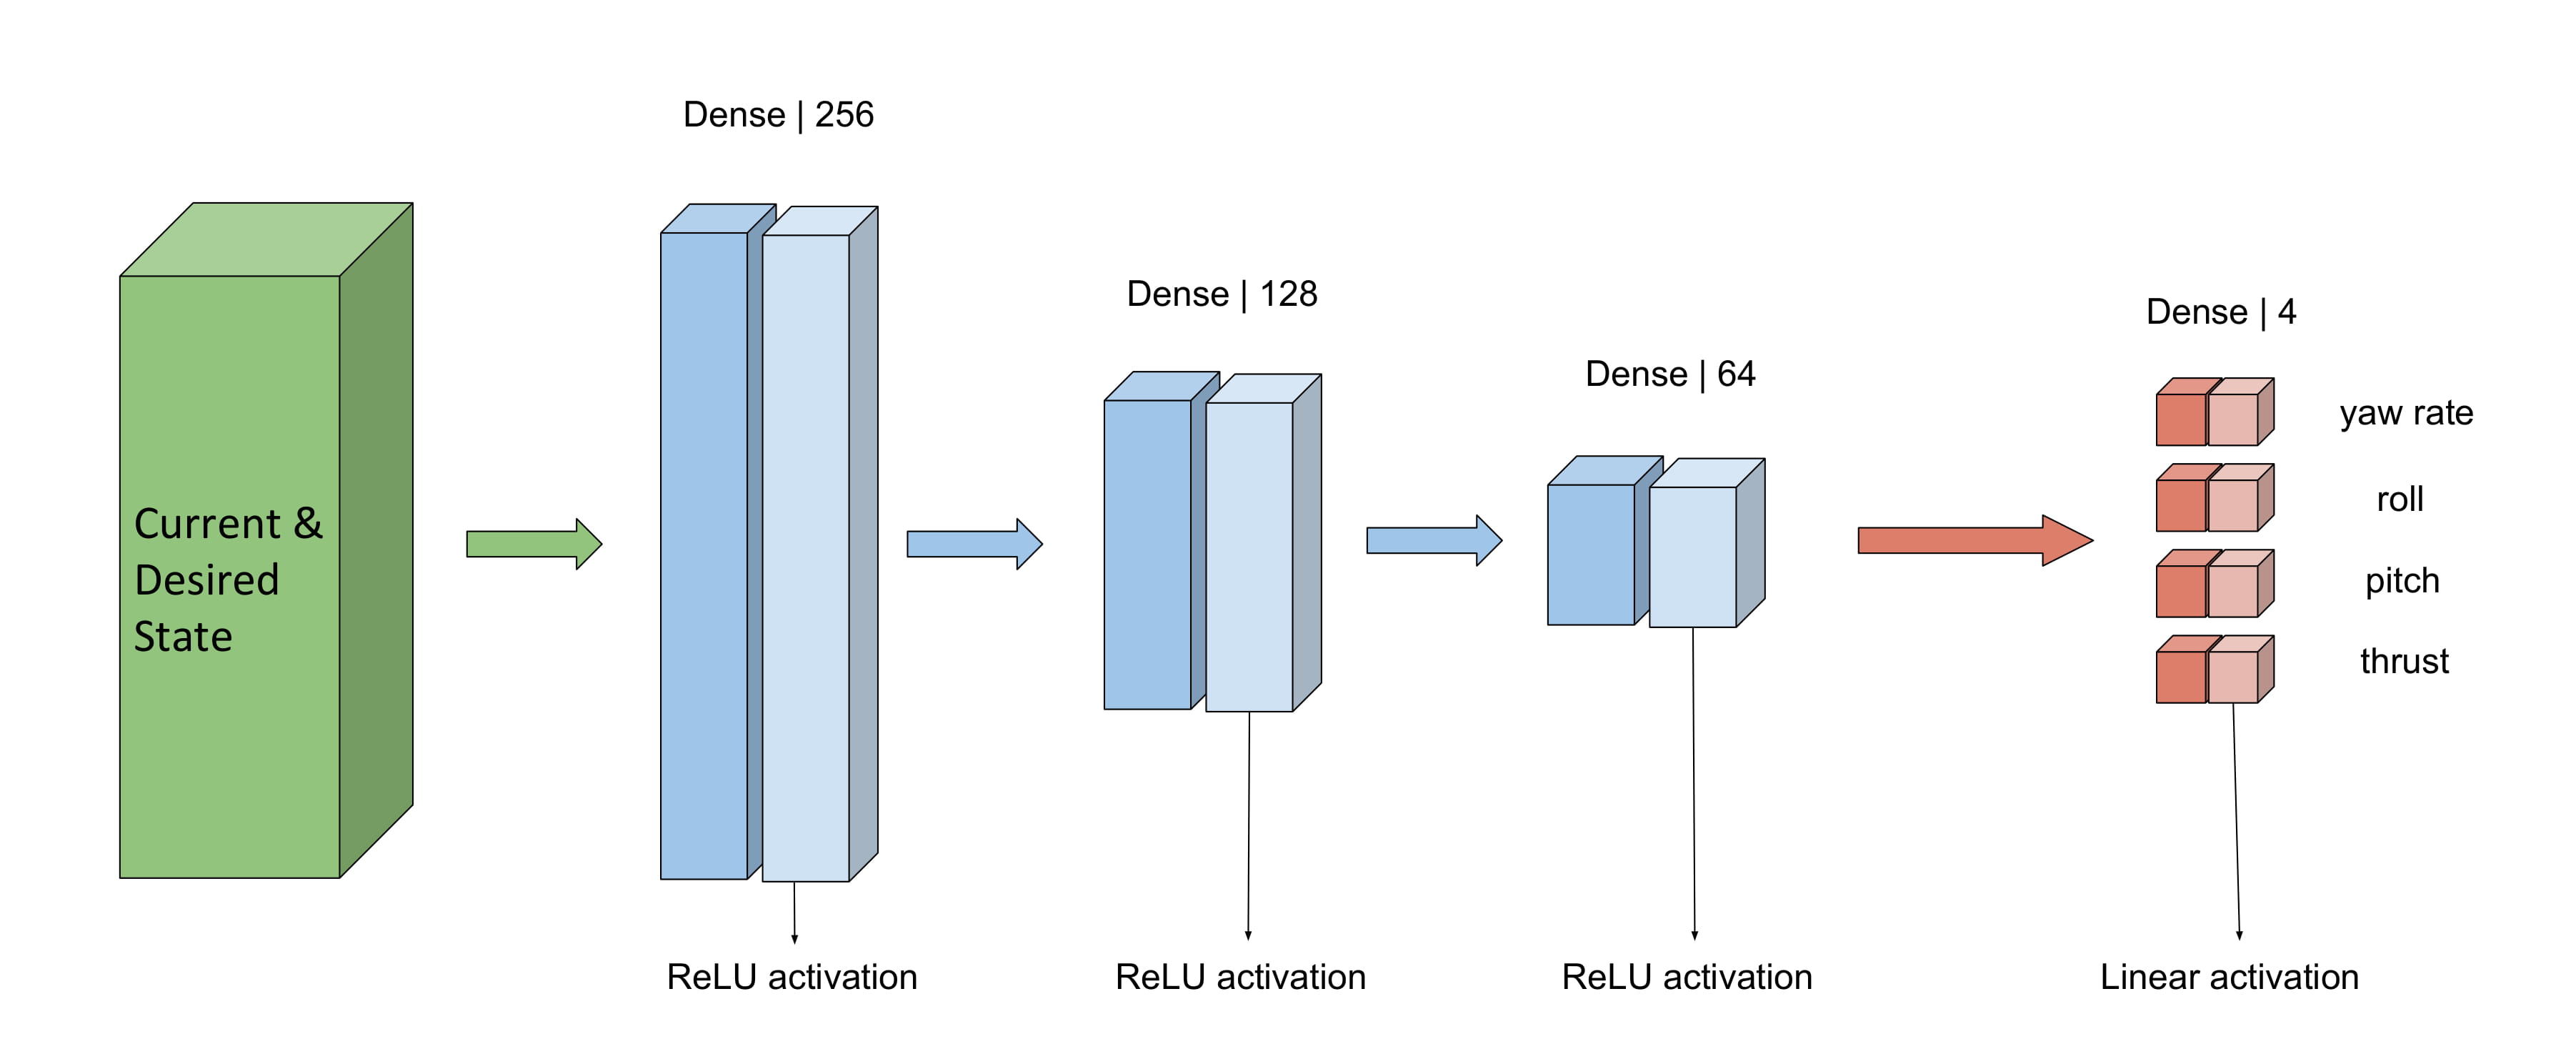 Current &
Desired
State
Dense | 256
ReLU activation
Dense | 128
ReLU activation
Dense | 64
ReLU activation
Dense | 4
yaw rate
roll
pitch
thrust
Linear activation